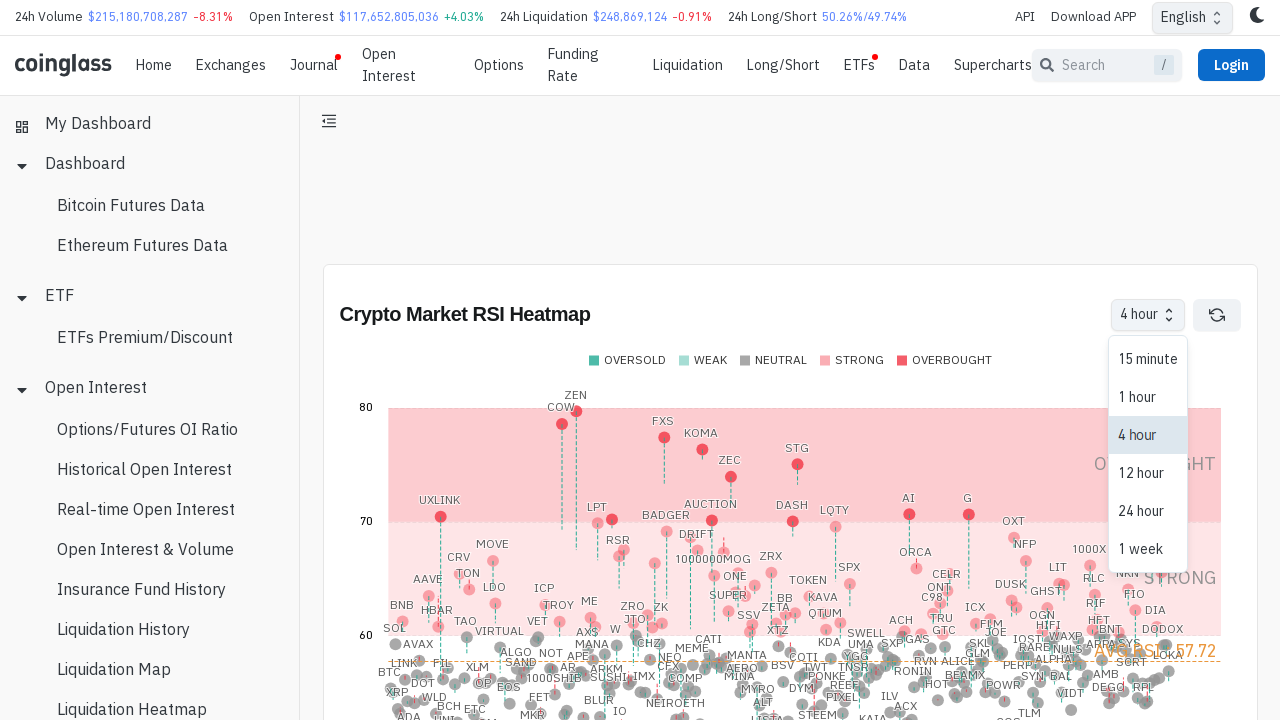 24h Volume $215,180,708,287 -8.31% Open Interest $117,652,805,036 +4.03% 24h Liquidation $248,869,124 -0.91% 24h Long/Short 50.26%/49.74% API Download APP English
coinglass Home Exchanges Journal Open Interest Options Funding Rate Liquidation Long/Short ETFs Data Supercharts Search / Login
My Dashboard
Dashboard
Bitcoin Futures Data
Ethereum Futures Data
ETF
ETFs Premium/Discount
Open Interest
Options/Futures OI Ratio
Historical Open Interest
Real-time Open Interest
Open Interest & Volume
Insurance Fund History
Liquidation History
Liquidation Map
Liquidation Heatmap
Crypto Market RSI Heatmap 4 hour
15 minute
1 hour
4 hour
12 hour
24 hour
1 week
OVERSOLD WEAK NEUTRAL STRONG OVERBOUGHT
80
ZEN
COW
FXS
KOMA
STG
ZEC
UXLINK LPT AUCTION DASH LQTY AI G
70
BADGER OXT
MOVE RSR DRIFT NFP 1000X
CRV 1000000MOG ZRX ORCA
TON SPX CELR LIT
AAVE LDO ICP ONE TOKEN ONT DUSK RLC
BNB HBAR TROY ME ZRO ZK SUPER ZETA BB KAVA C98 ICX GHST RIF FIO DIA
SOL TAO VET JTO SSV QTUM ACH TRU FLM OGN HFT
60
VIRTUAL AXS W XTZ SWELL GTC JOE HIFI BNT DODOX
AVAX ALGO NOT MANA CHZ CATI KDA UMA SXP PGAS SKL IOST WAXP ARPA SYS
LINK FIL SAND APE MEME NEO MANTA COTI TGG RVN ALICE GLM RARE NULS 57.72 LOKA
BTC XLM ARKM CFX AERO BSV TWT TNSR RONIN PERP ALPHA SCRT
DOT OP EOS 1000SHIB SUSHI IMX COMP MINA PONKE BEAMX SYN BAL AMB
XRP WLD EET BLUR NEIROETH MYRO DYM REEF PIXEL ILV HOT POWR VIDT DEGO RPL
ADA BCH ETC MKR IO ALT STEEM KAIA ACX TLM
STRONG